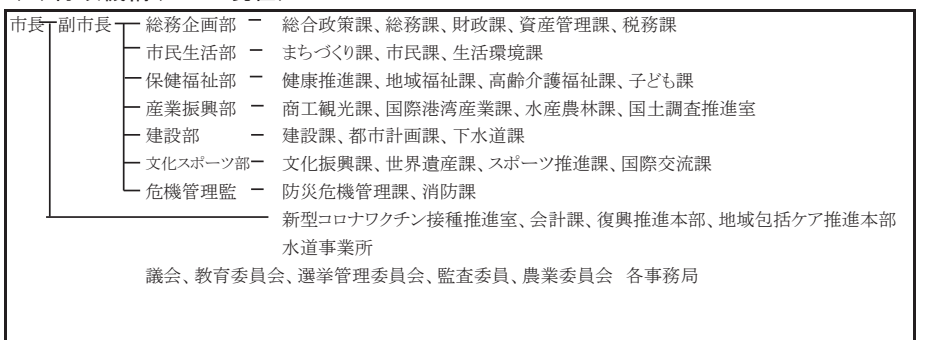 市長 副市長 総務企画部 総合政策課、総務課、財政課、資産管理課、税務課
市民生活部 まちづくり課、市民課、生活環境課
保健福祉部 健康推進課、地域福祉課、高齢介護福祉課、子ども課
産業振興部 商工観光課、国際港湾産業課、水産農林課、国土調査推進室
建設部 建設課、都市計画課、下水道課
文化スポーツ部 文化振興課、世界遺産課、スポーツ推進課、国際交流課
危機管理監 防災危機管理課、消防課
新型コロナワクチン接種推進室、会計課、復興推進本部、地域包括ケア推進本部
水道事業所
議会、教育委員会、選挙管理委員会、監査委員、農業委員会 各事務局